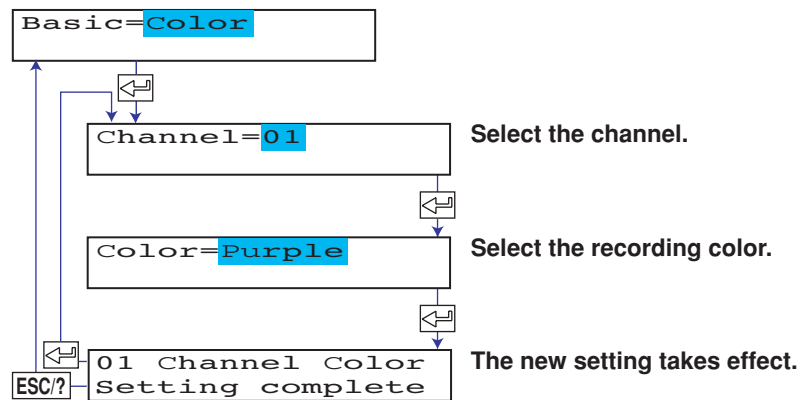 Basic=Color
Channel=01
Select the channel.
Color=Purple
Select the recording color.
01 Channel Color
Setting complete
The new setting takes effect.
ESC/?